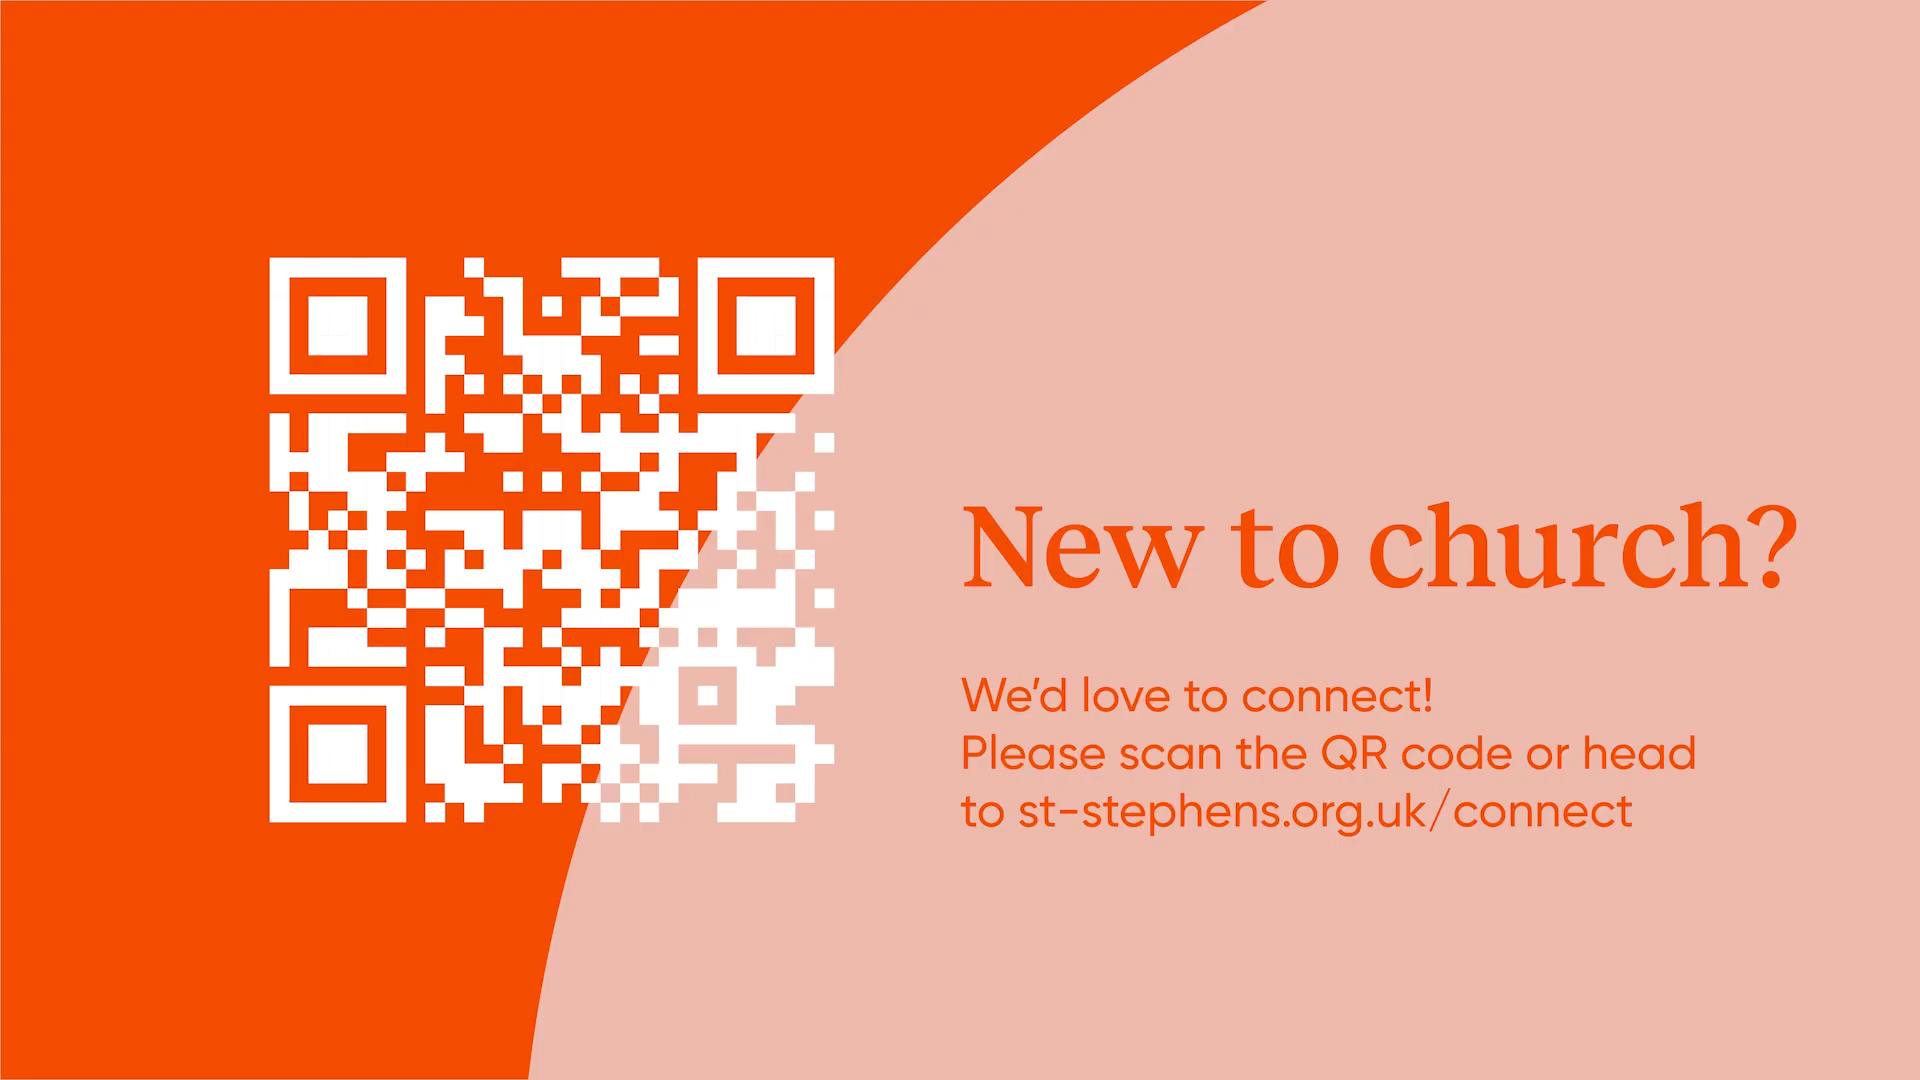 New to church?
We’d love to connect!
Please scan the QR code or head
to st-stephens.org.uk/connect